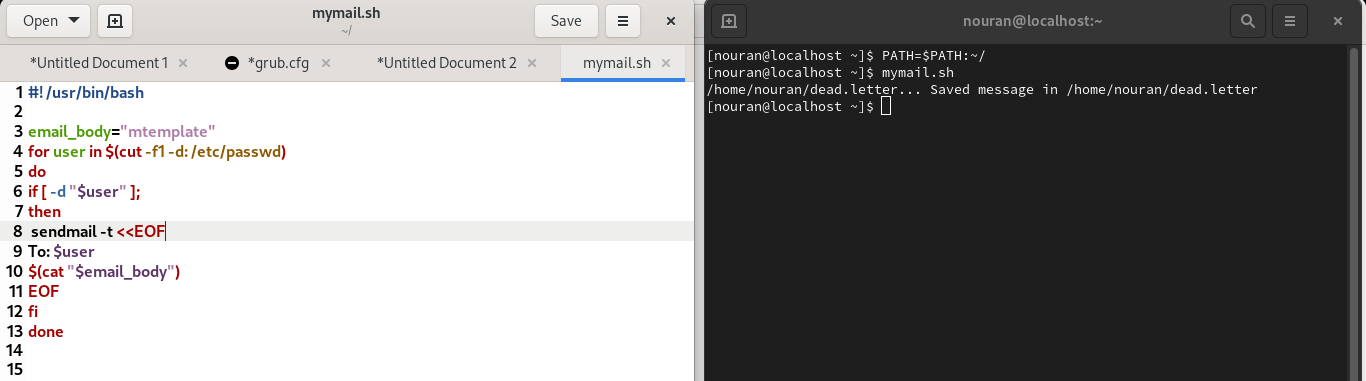 Open
mymail.sh
~/
Save
*Untitled Document 1
*grub.cfg
*Untitled Document 2
mymail.sh
1 #!/usr/bin/bash
2
3 email_body="mtemplate"
4 for user in $(cut -f1 -d: /etc/passwd)
5 do
6 if [ -d "$user" ];
7 then
8  sendmail -t <<EOF
9 To: $user
10 $(cat "$email_body")
11 EOF
12 fi
13 done
14
15
nouran@localhost:~
[nouran@localhost ~]$ PATH=$PATH:~/
[nouran@localhost ~]$ mymail.sh
/home/nouran/dead.letter... Saved message in /home/nouran/dead.letter
[nouran@localhost ~]$